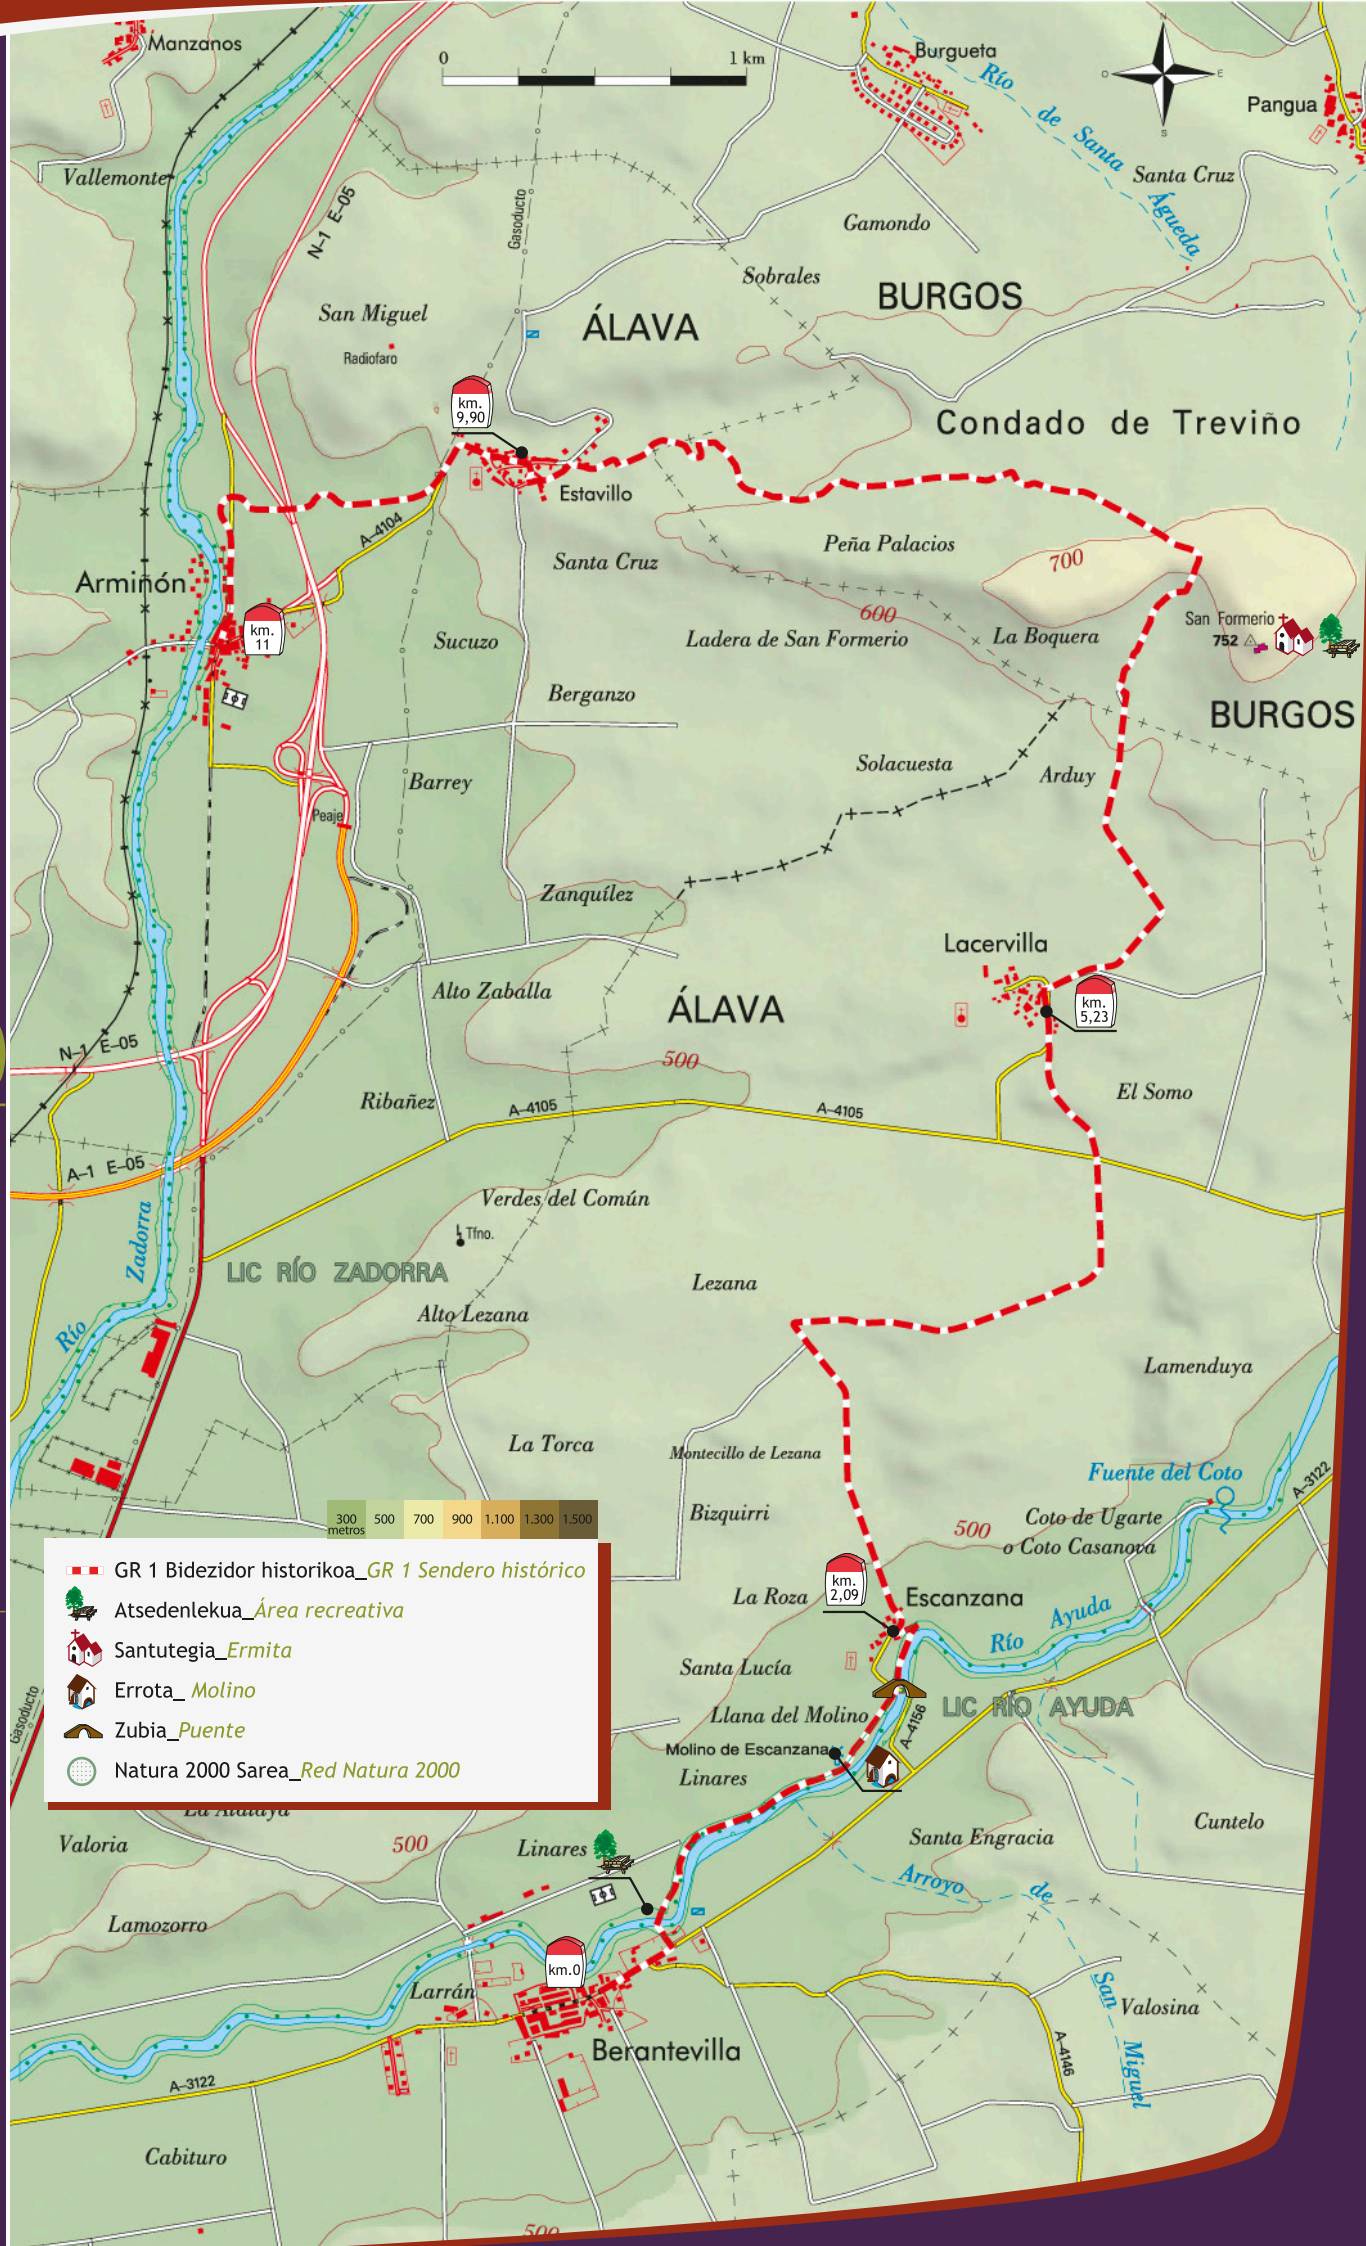 Manzanos
0
1 km
Burgueta
Río
de Santa
Águeda
N
O
E
S
Pangua
Vallemonte
Santa Cruz
Gasoducto
N-1 E-05
Gamondo
Sobrales
BURGOS
San Miguel
ÁLAVA
Radiofaro
km.
9,90
Condado de Treviño
Estavillo
A-4104
Peña Palacios
Santa Cruz
700
Armiñón
600
San Formerio
752
km.
11
Sucuzo
Ladera de San Formerio
La Boquera
Berganzo
BURGOS
Solacuesta
Arduy
Barrey
Peaje
Zanquílez
Lacervilla
Alto Zaballa
ÁLAVA
km.
5,23
N-1 E-05
500
Ribañez
A-4105
A-4105
El Somo
A-1 E-05
Verdes del Común
Tfno.
Río
Zadorra
LIC RÍO ZADORRA
Lezana
Alto Lezana
Lamenduya
La Torca
Montecillo de Lezana
Fuente del Coto
A-3122
Bizquirri
500
Coto de Ugarte
o Coto Casanova
300
metros
500
700
900
1.100
1.300
1.500
GR 1 Bidezidor historikoa_GR 1 Sendero histórico
Atsedenlekua_Área recreativa
Santutegia_Ermita
Errota_ Molino
Zubia_Puente
Natura 2000 Sarea_Red Natura 2000
km.
2,09
La Roza
Escanzana
Río
Ayuda
Santa Lucía
Llana del Molino
A-4156
LIC RÍO AYUDA
Molino de Escanzana
Linares
Gasoducto
La Atalaya
Valoria
500
Linares
Santa Engracia
Cuntelo
Arroyo
de
San
Miguel
Lamozorro
km.0
Larrán
Valosina
Berantevilla
A-4146
A-3122
Cabituro
500